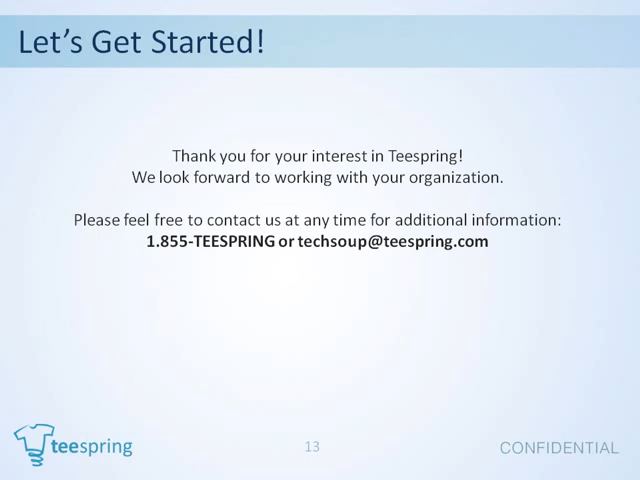 Let's Get Started!
Thank you for your interest in Teespring!
We look forward to working with your organization.
Please feel free to contact us at any time for additional information:
1.855-TEESPRING or techsoup@teespring.com
teespring
13
CONFIDENTIAL